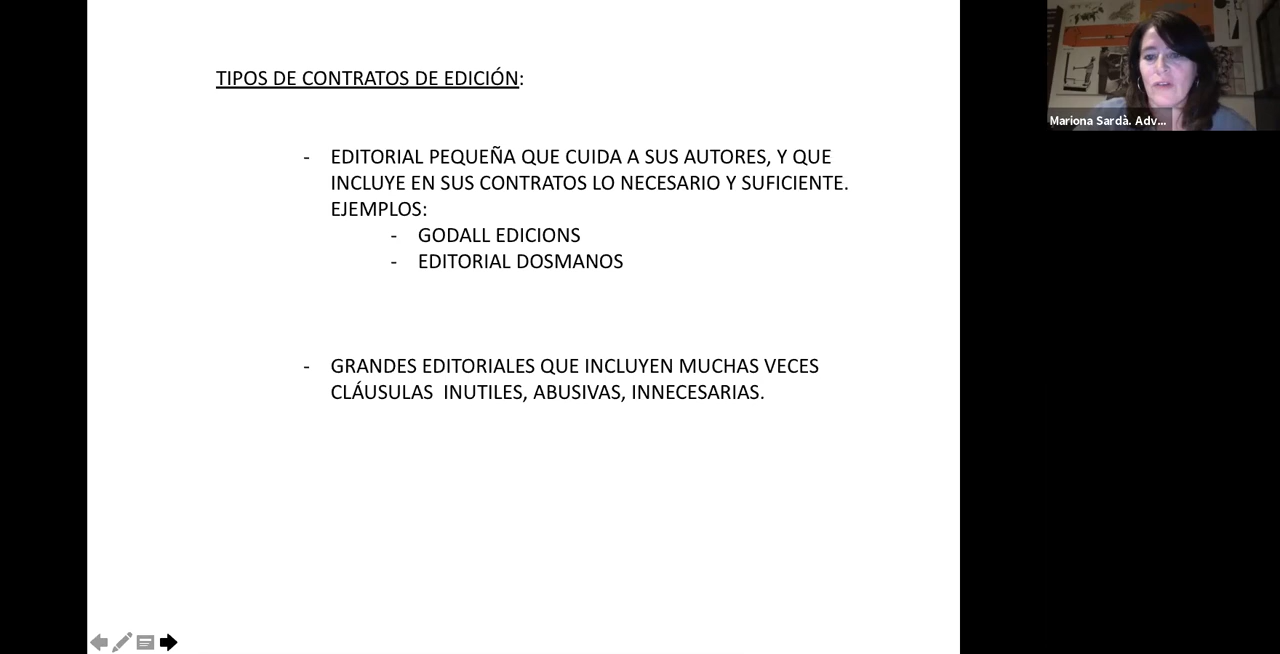 TIPOS DE CONTRATOS DE EDICIÓN:
- EDITORIAL PEQUEÑA QUE CUIDA A SUS AUTORES, Y QUE
INCLUYE EN SUS CONTRATOS LO NECESARIO Y SUFICIENTE.
EJEMPLOS:
- GODALL EDICIONS
- EDITORIAL DOSMANOS
- GRANDES EDITORIALES QUE INCLUYEN MUCHAS VECES
CLÁUSULAS INUTILES, ABUSIVAS, INNECESARIAS.
Mariona Sardà. Adv...